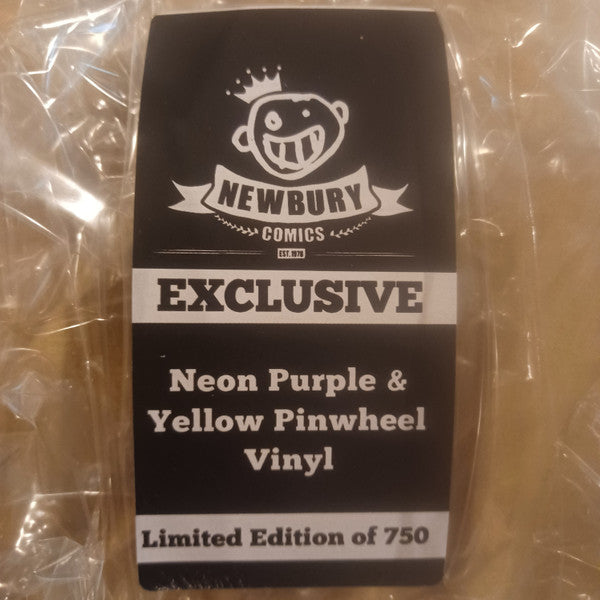 NEWBURY
COMICS
EST. 1978
EXCLUSIVE
Neon Purple &
Yellow Pinwheel
Vinyl
Limited Edition of 750